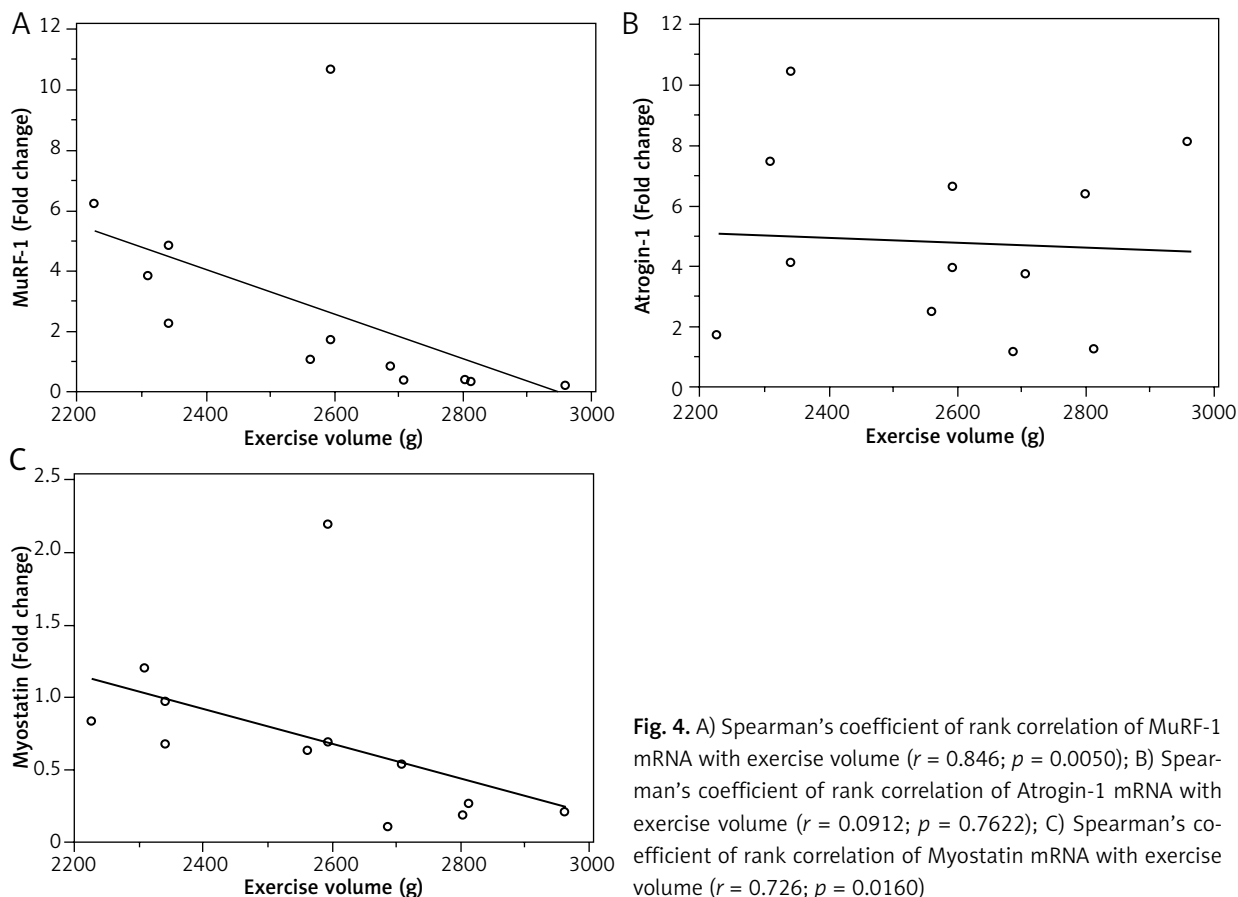 A
MuRF-1 (Fold change)
12
10
8
6
4
2
0
2200 2400 2600 2800 3000
Exercise volume (g)
B
Atrogin-1 (Fold change)
12
10
8
6
4
2
0
2200 2400 2600 2800 3000
Exercise volume (g)
C
Myostatin (Fold change)
2.5
2.0
1.5
1.0
0.5
0
2200 2400 2600 2800 3000
Exercise volume (g)
Fig. 4. A) Spearman's coefficient of rank correlation of MuRF-1
mRNA with exercise volume (r = 0.846; p = 0.0050); B) Spear-
man's coefficient of rank correlation of Atrogin-1 mRNA with
exercise volume (r = 0.0912; p = 0.7622); C) Spearman's co-
efficient of rank correlation of Myostatin mRNA with exercise
volume (r = 0.726; p = 0.0160)